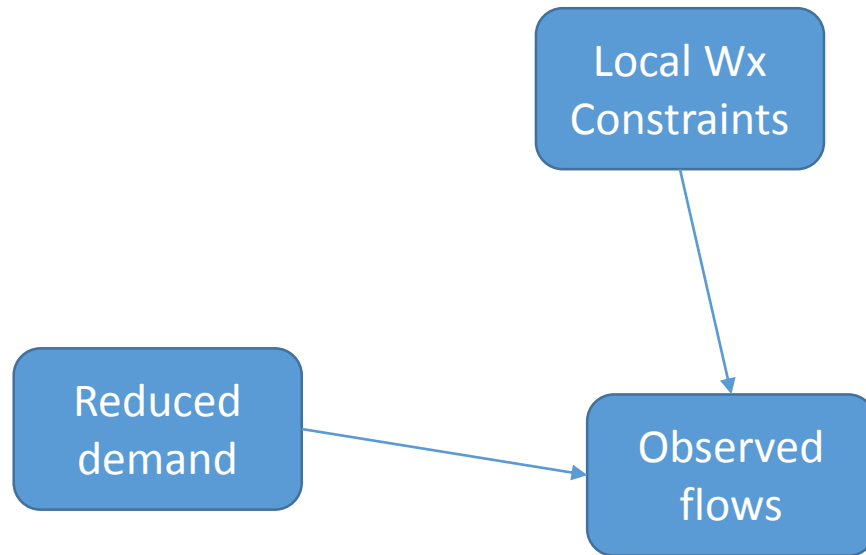 Local Wx
Constraints
Reduced
demand
Observed
flows